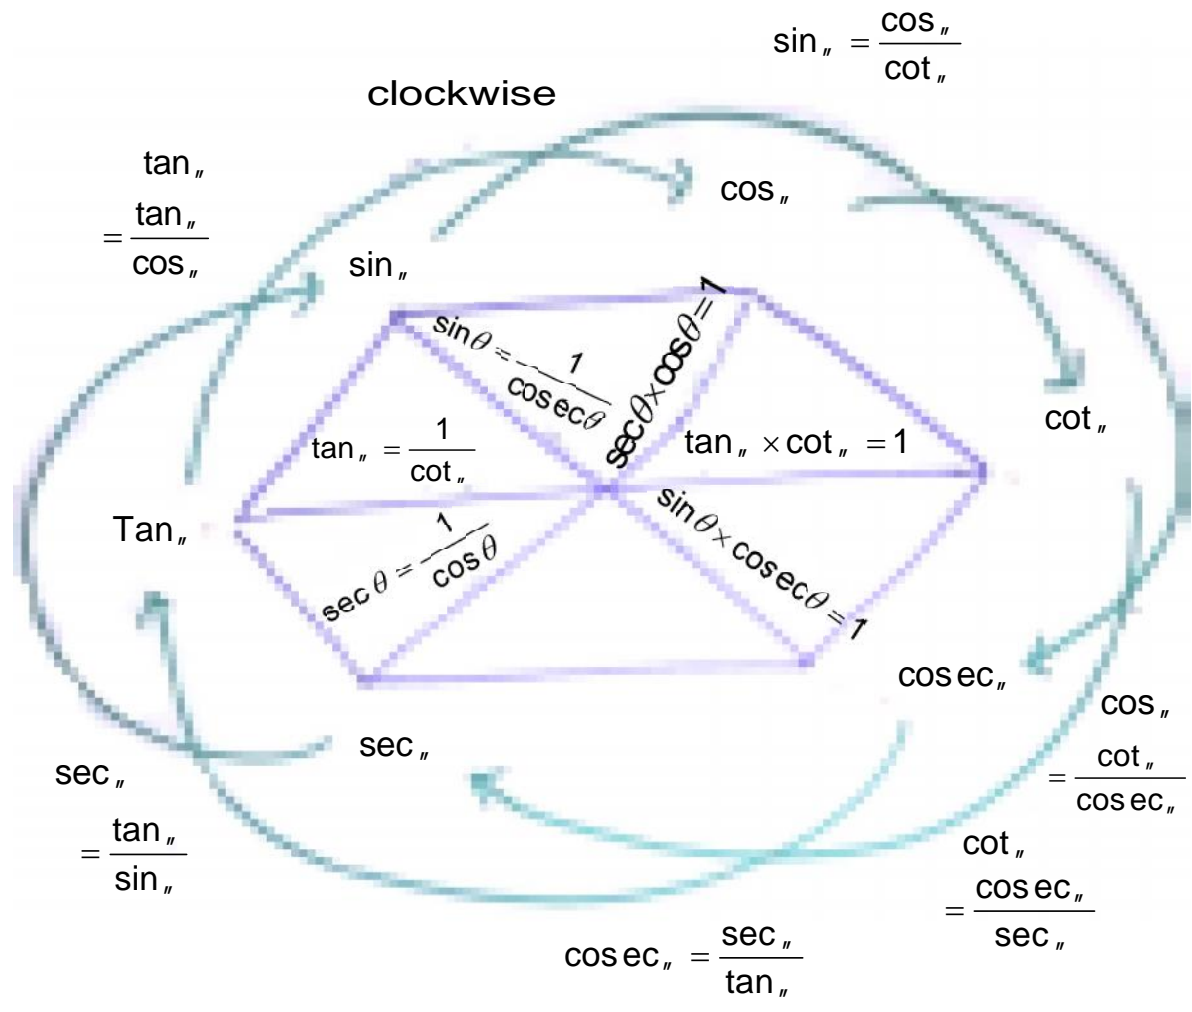 sin〃 = cos〃 / cot〃
clockwise
tan〃
= tan〃 / cos〃
cos〃
sin〃
sinθ = 1 / cosecθ
secθ×cosθ=1
cot〃
tan〃 = 1 / cot〃
tan〃 × cot〃 = 1
Tan〃
secθ = 1 / cosθ
sinθ×cosecθ=1
cosec〃
sec〃
cos〃
= cot〃 / cosec〃
sec〃
= tan〃 / sin〃
cot〃
= cosec〃 / sec〃
cosec〃 = sec〃 / tan〃